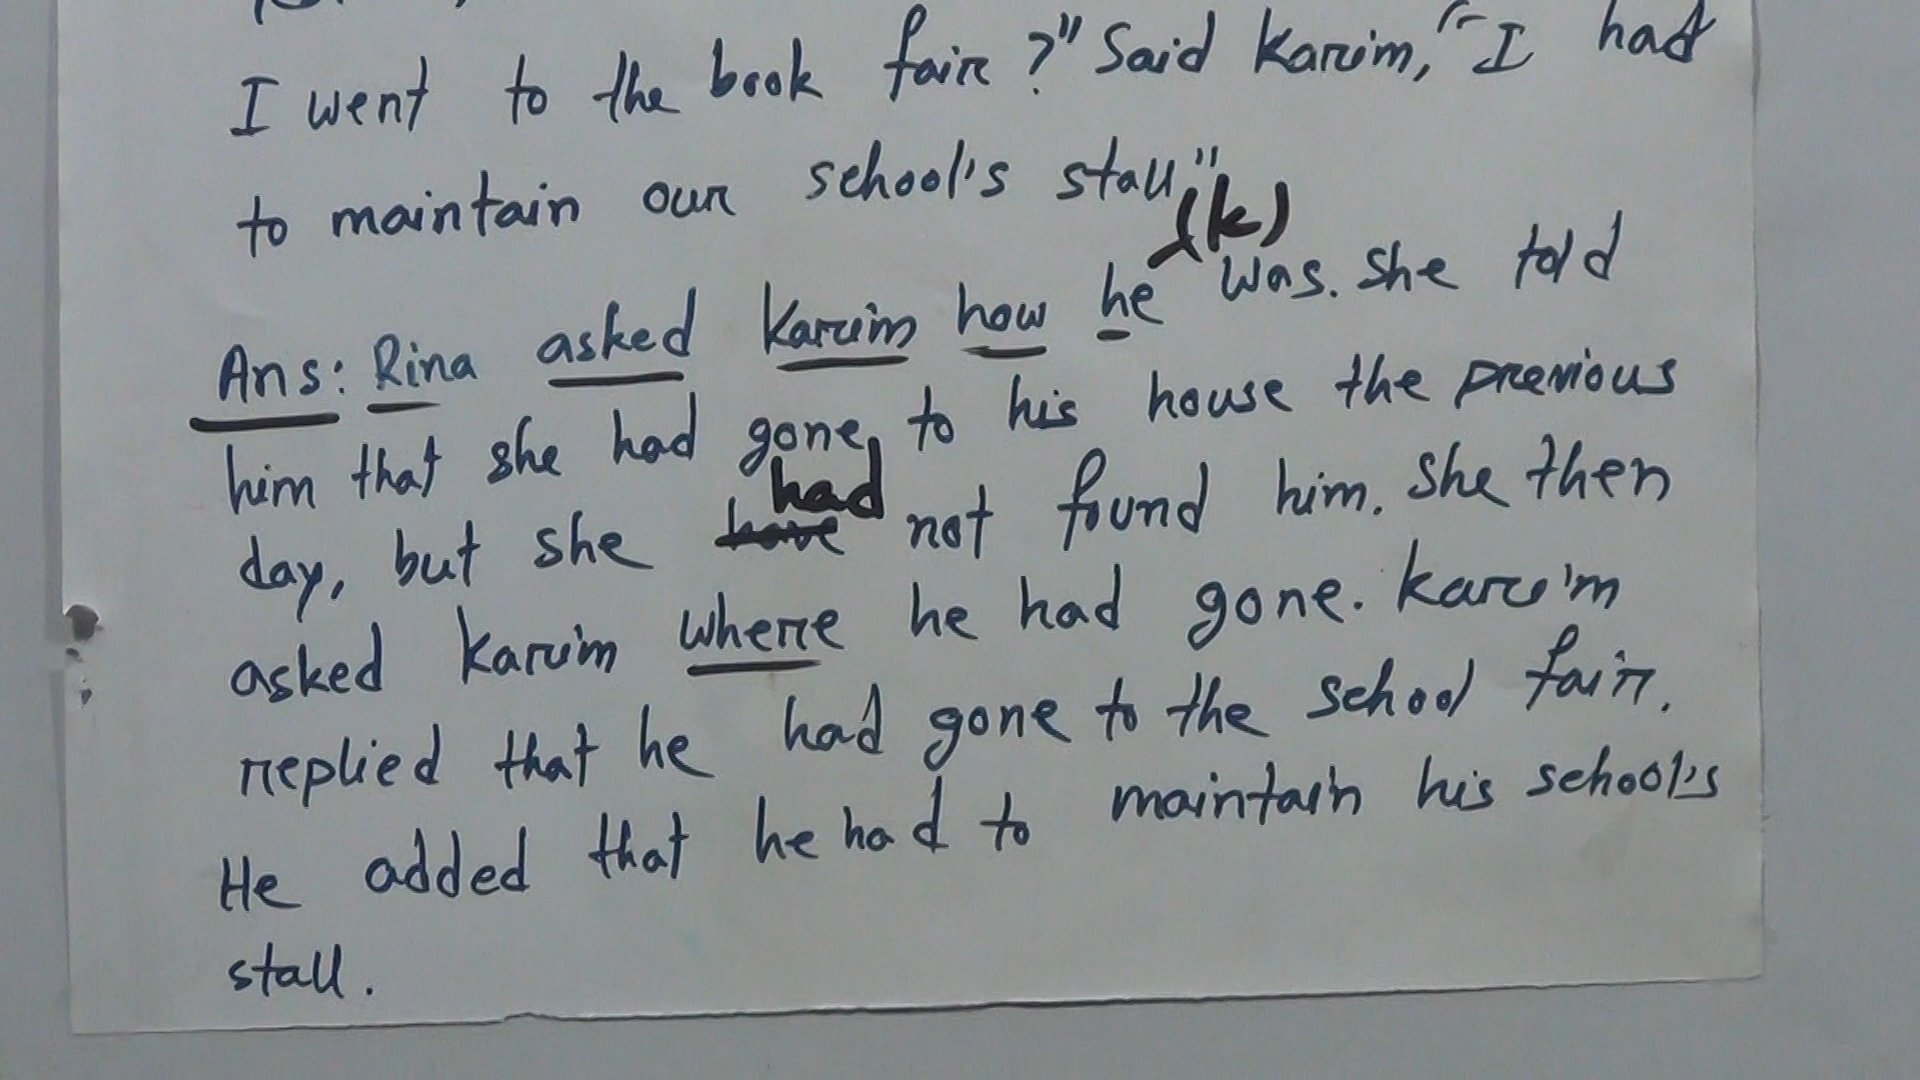 I went to the book fair ?" Said Karim, "I had
to maintain our school's stall"
Ans: Rina asked Karim how he (k) was. She told
him that she had gone, to his house the previous
day, but she had not found him. She then
asked Karim where he had gone. Karim
replied that he had gone to the school fair.
He added that he had to maintain his school's
stall.